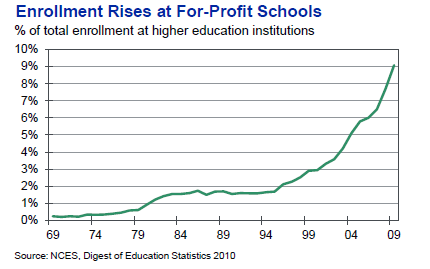 Enrollment Rises at For-Profit Schools
% of total enrollment at higher education institutions
10%
9%
8%
7%
6%
5%
4%
3%
2%
1%
0%
69 74 79 84 89 94 99 04 09
Source: NCES, Digest of Education Statistics 2010